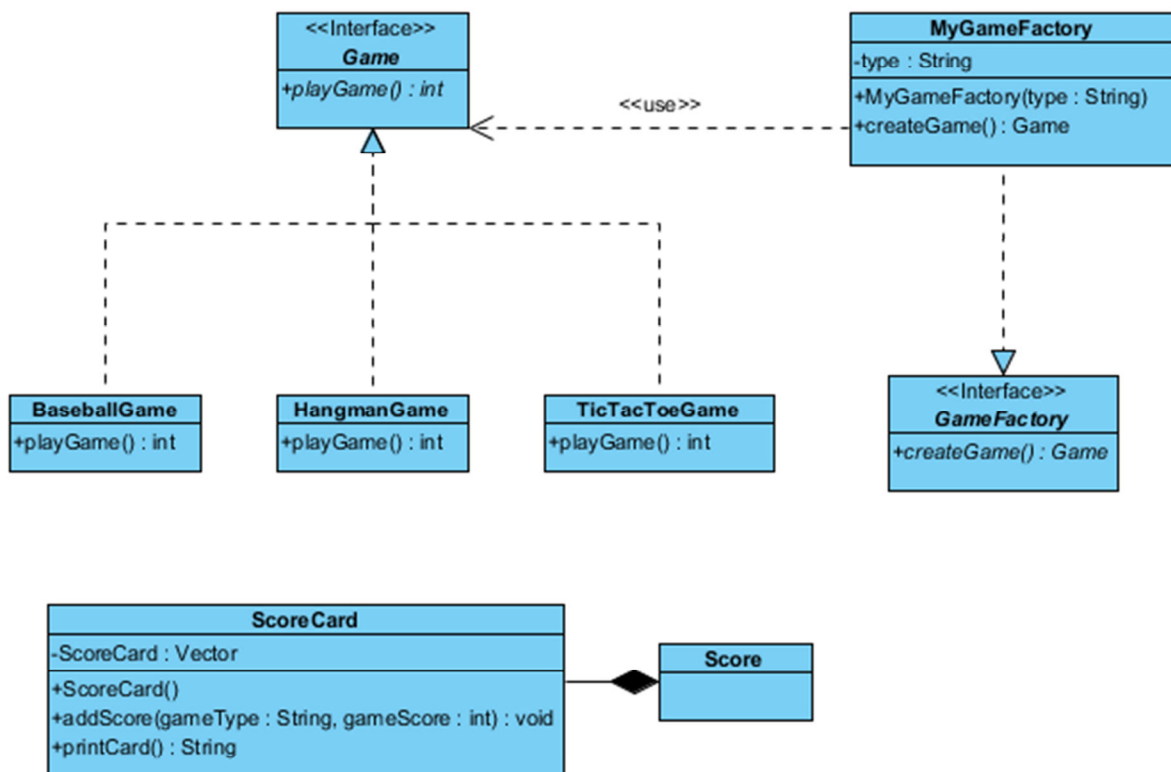 <<Interface>>
Game
+playGame() : int
MyGameFactory
-type : String
+MyGameFactory(type : String)
+createGame() : Game
<<use>>
BaseballGame
+playGame() : int
HangmanGame
+playGame() : int
TicTacToeGame
+playGame() : int
<<Interface>>
GameFactory
+createGame() : Game
ScoreCard
-ScoreCard : Vector
+ScoreCard()
+addScore(gameType : String, gameScore : int) : void
+printCard() : String
Score